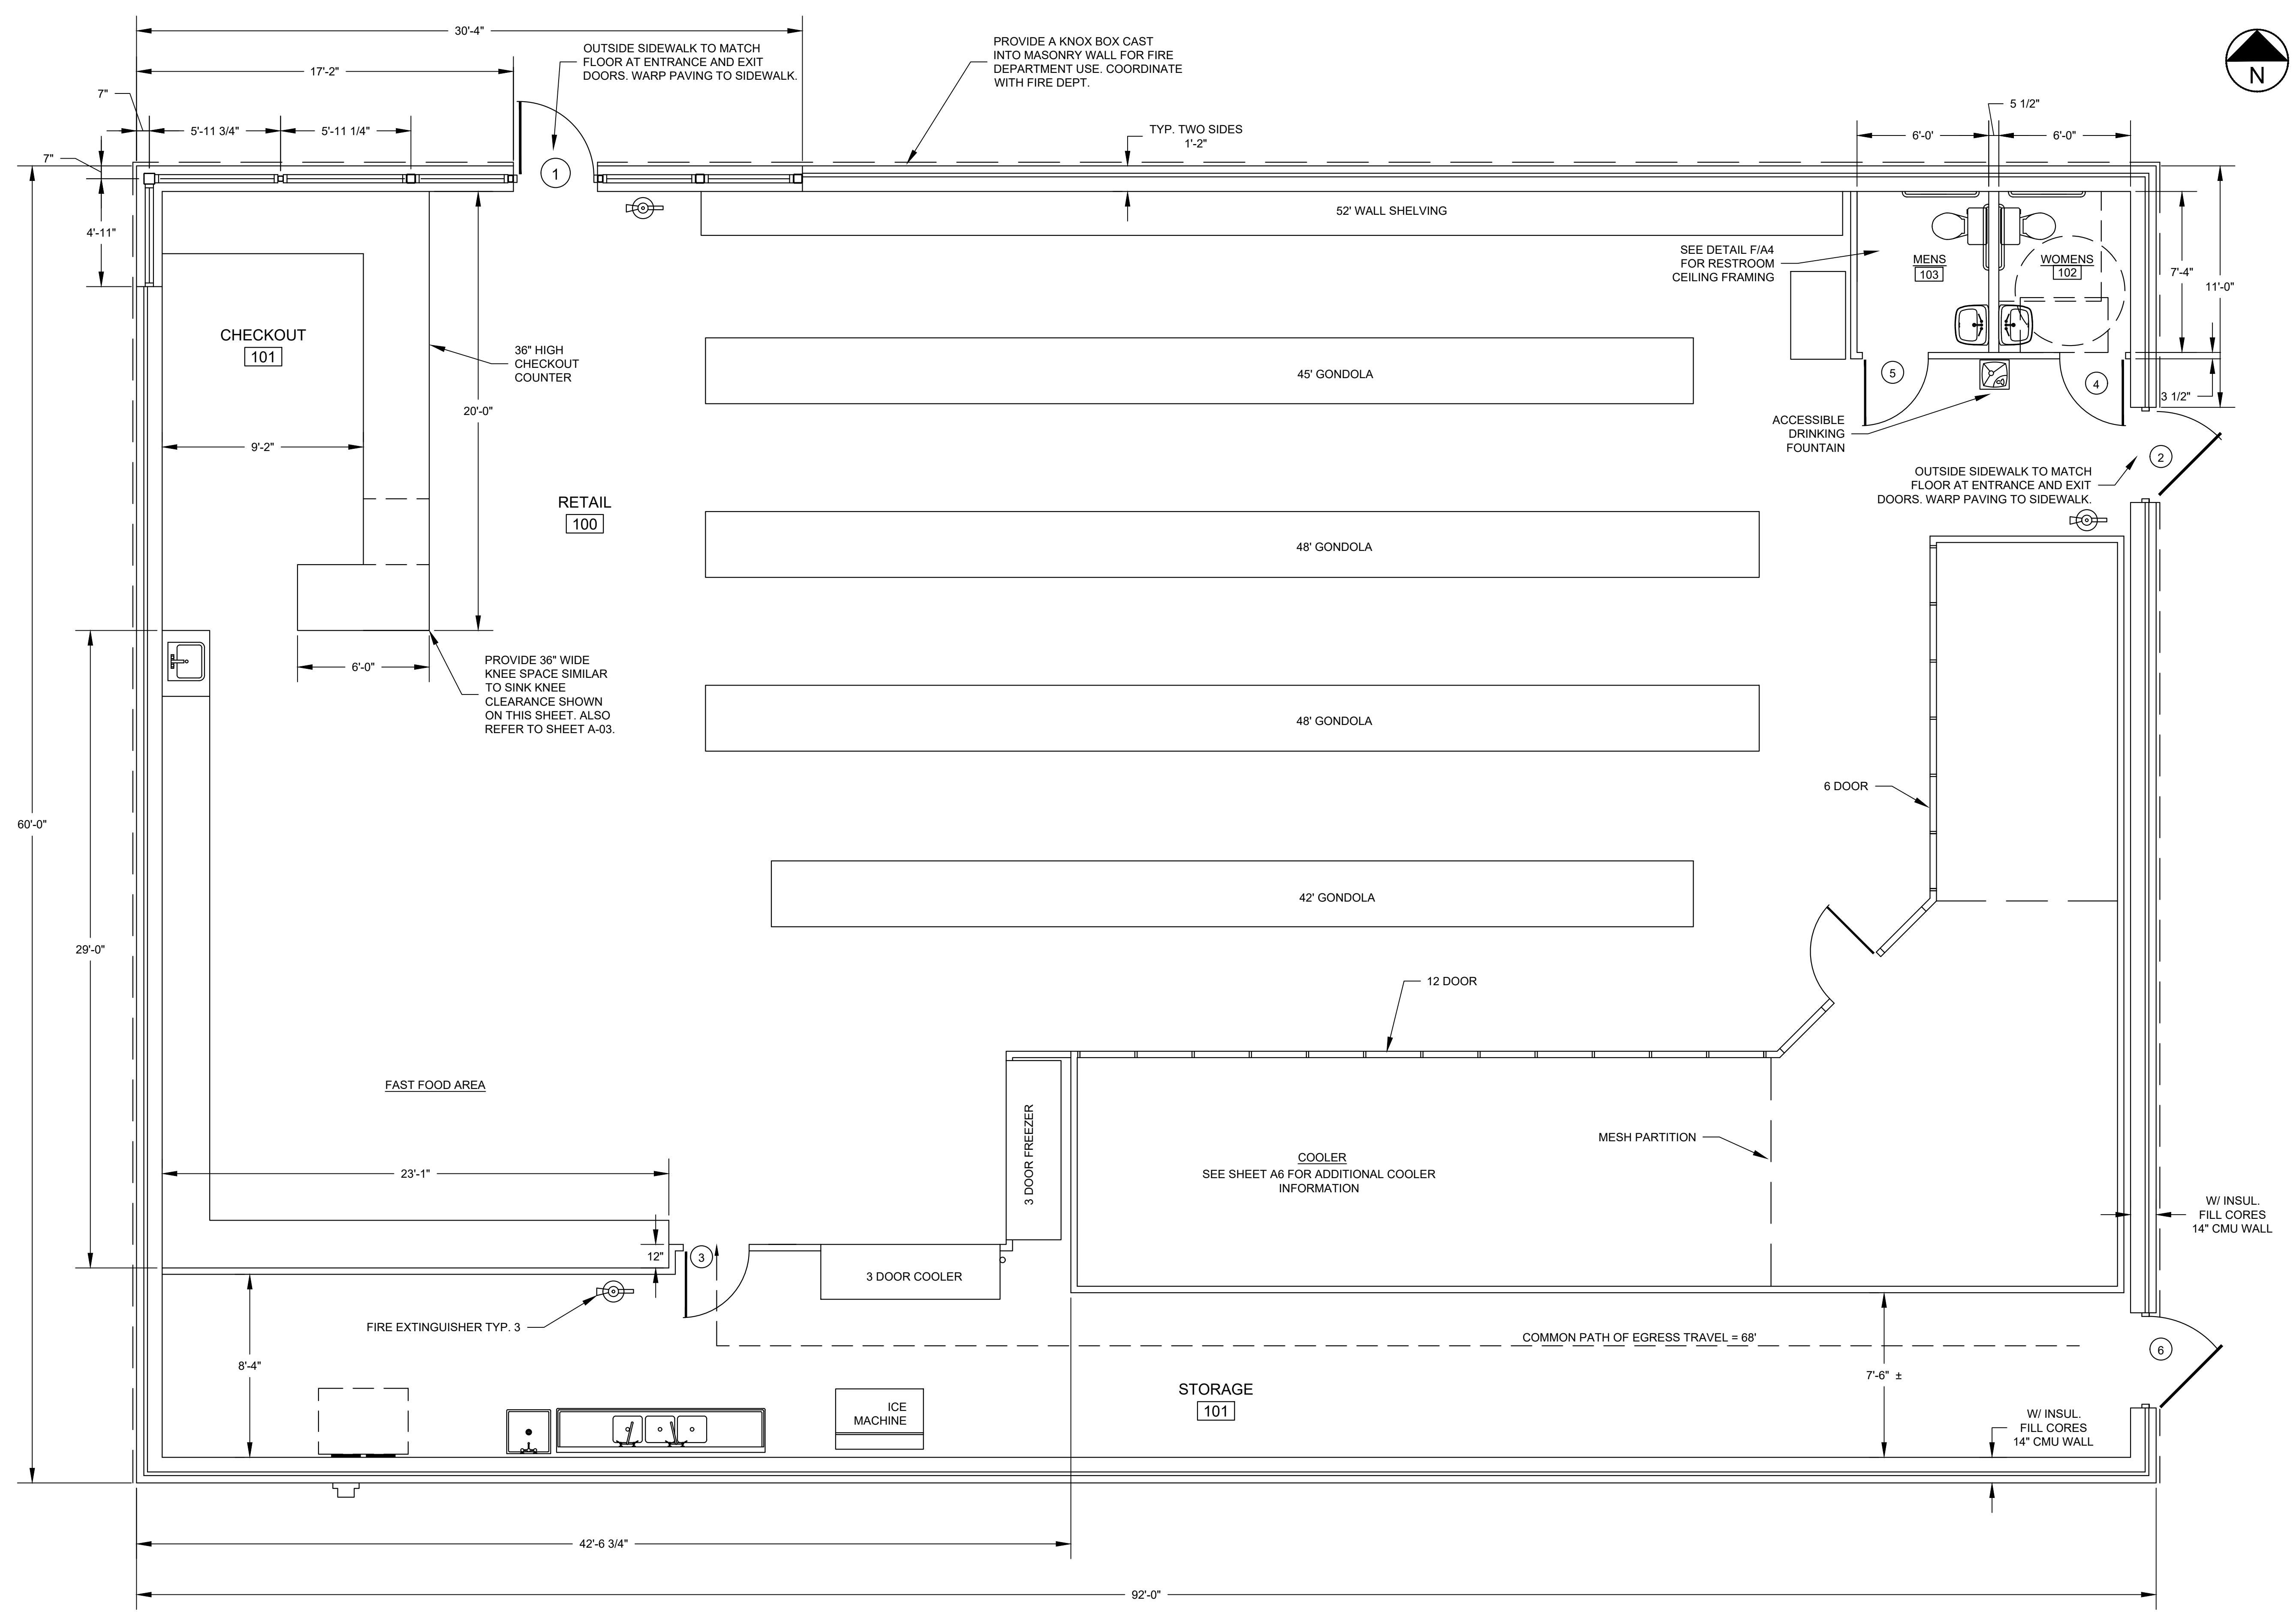 30'-4"
OUTSIDE SIDEWALK TO MATCH
FLOOR AT ENTRANCE AND EXIT
DOORS. WARP PAVING TO SIDEWALK.
PROVIDE A KNOX BOX CAST
INTO MASONRY WALL FOR FIRE
DEPARTMENT USE. COORDINATE
WITH FIRE DEPT.
N
17'-2"
7"
5'-11 3/4"
5'-11 1/4"
TYP. TWO SIDES
1'-2"
5 1/2"
6'-0'
6'-0"
7"
1
4'-11"
52' WALL SHELVING
SEE DETAIL F/A4
FOR RESTROOM
CEILING FRAMING
MENS
103
WOMENS
102
7'-4"
11'-0"
CHECKOUT
101
36" HIGH
CHECKOUT
COUNTER
45' GONDOLA
5
4
3 1/2"
20'-0"
ACCESSIBLE
DRINKING
FOUNTAIN
9'-2"
2
OUTSIDE SIDEWALK TO MATCH
FLOOR AT ENTRANCE AND EXIT
DOORS. WARP PAVING TO SIDEWALK.
RETAIL
100
48' GONDOLA
6'-0"
PROVIDE 36" WIDE
KNEE SPACE SIMILAR
TO SINK KNEE
CLEARANCE SHOWN
ON THIS SHEET. ALSO
REFER TO SHEET A-03.
48' GONDOLA
6 DOOR
60'-0"
42' GONDOLA
29'-0"
12 DOOR
FAST FOOD AREA
3 DOOR FREEZER
MESH PARTITION
COOLER
SEE SHEET A6 FOR ADDITIONAL COOLER
INFORMATION
23'-1"
W/ INSUL.
FILL CORES
14" CMU WALL
12"
3
3 DOOR COOLER
FIRE EXTINGUISHER TYP. 3
COMMON PATH OF EGRESS TRAVEL = 68'
6
8'-4"
7'-6" ±
STORAGE
101
ICE
MACHINE
W/ INSUL.
FILL CORES
14" CMU WALL
42'-6 3/4"
92'-0"